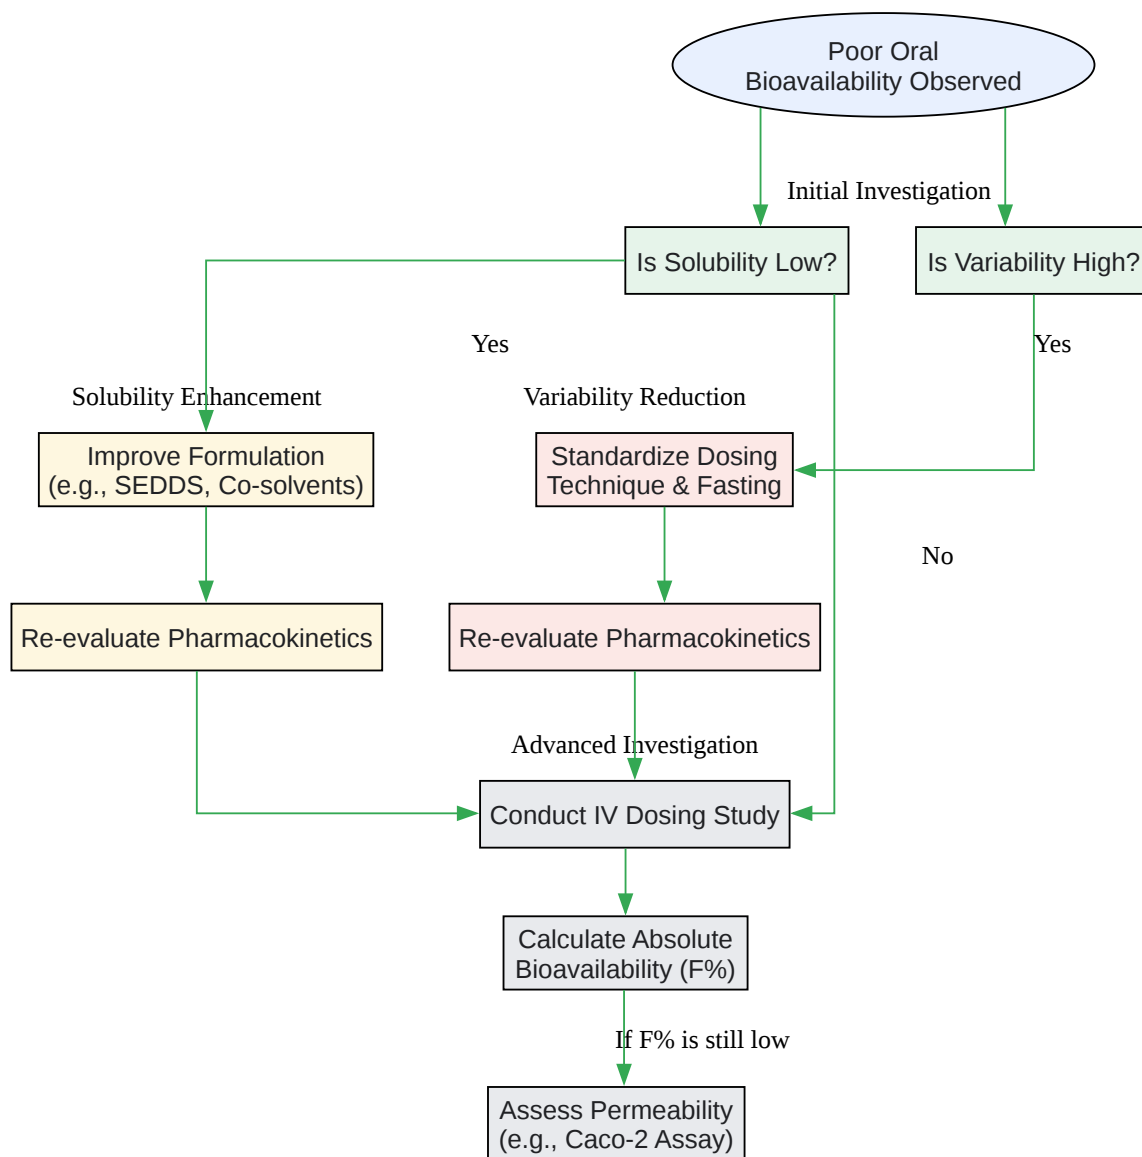 Poor Oral
Bioavailability Observed
Initial Investigation
Is Solubility Low?
Is Variability High?
Yes
Yes
Solubility Enhancement
Variability Reduction
Improve Formulation
(e.g., SEDDS, Co-solvents)
Standardize Dosing
Technique & Fasting
No
Re-evaluate Pharmacokinetics
Re-evaluate Pharmacokinetics
Advanced Investigation
Conduct IV Dosing Study
Calculate Absolute
Bioavailability (F%)
If F% is still low
Assess Permeability
(e.g., Caco-2 Assay)